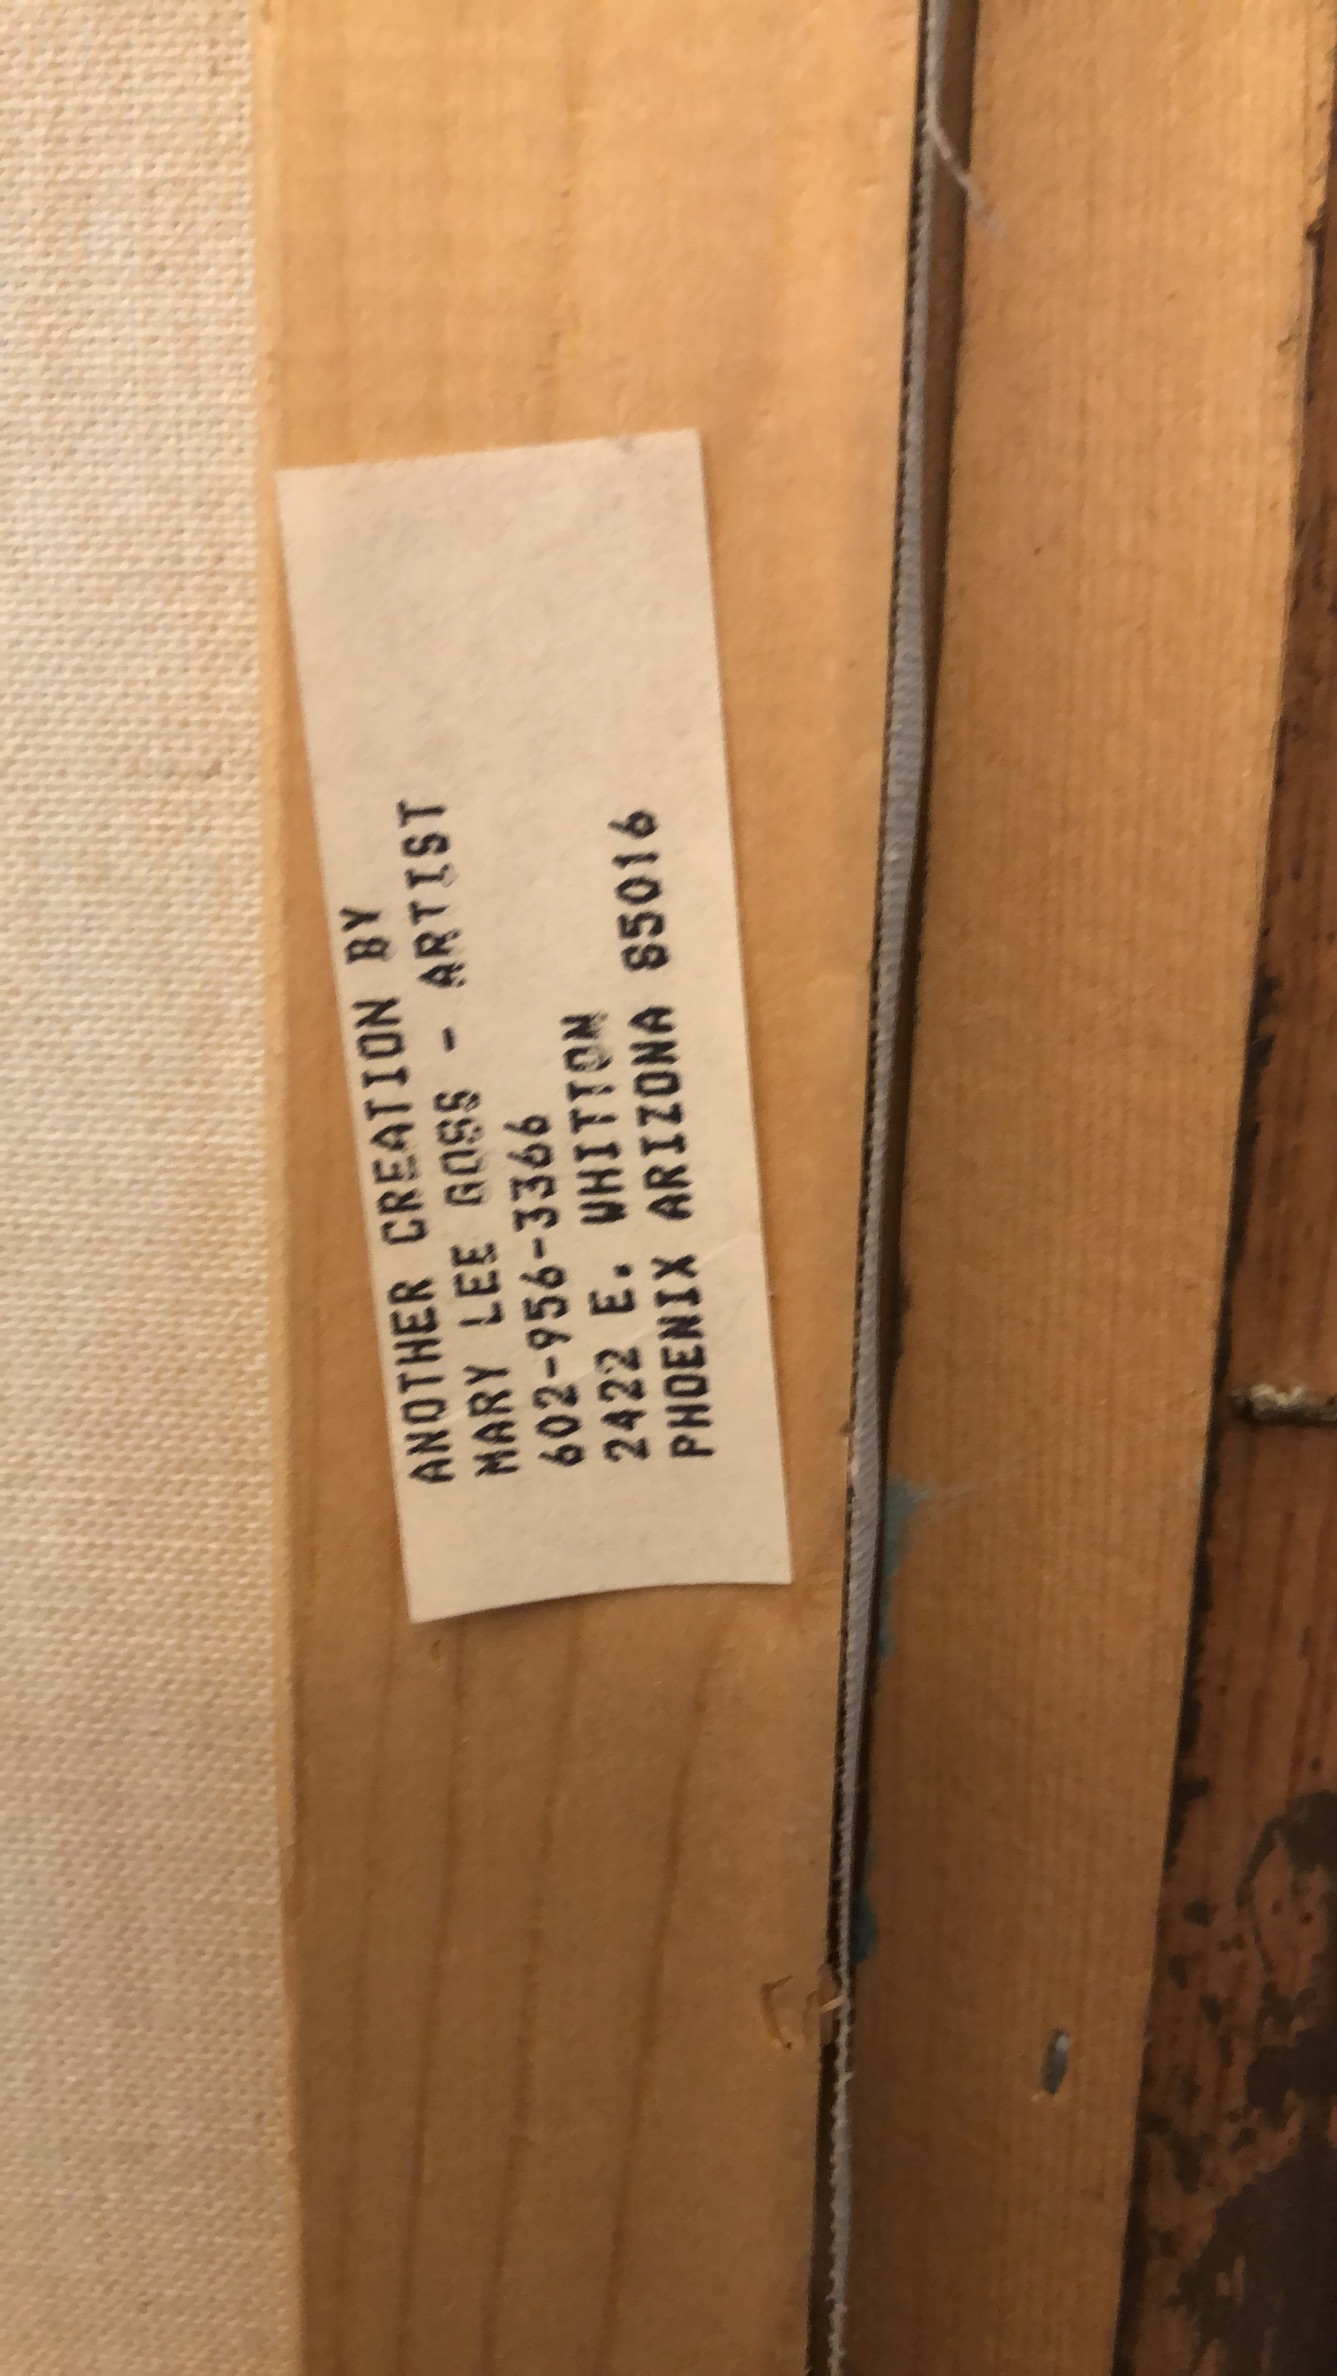 ANOTHER CREATION BY
MARY LEE GOSS - ARTIST
602-956-3366
2422 E. WHITTON
PHOENIX ARIZONA 85016